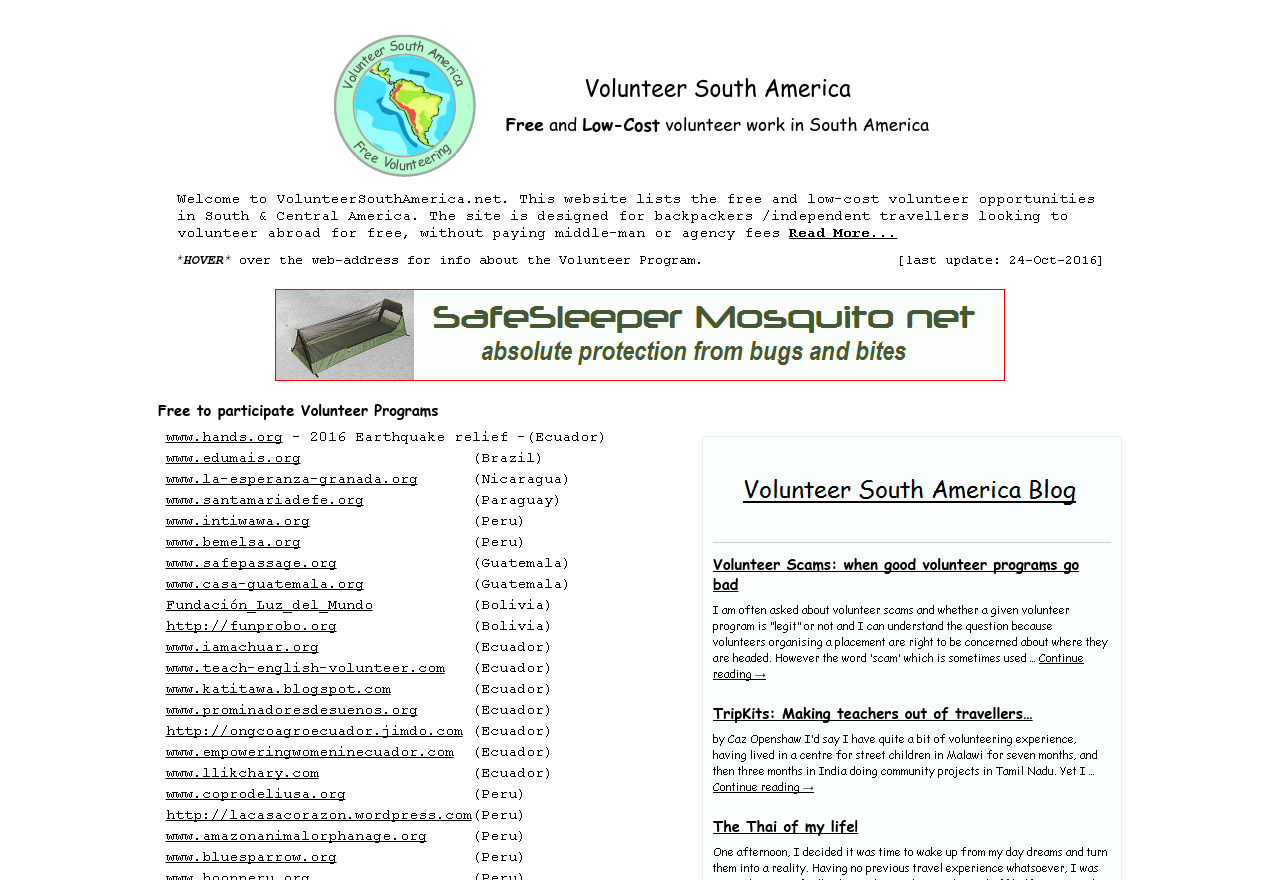 Volunteer South America
Free Volunteering
Volunteer South America
Free and Low-Cost volunteer work in South America
Welcome to VolunteerSouthAmerica.net. This website lists the free and low-cost volunteer opportunities
in South & Central America. The site is designed for backpackers /independent travellers looking to
volunteer abroad for free, without paying middle-man or agency fees Read More...
*HOVER* over the web-address for info about the Volunteer Program. [last update: 24-Oct-2016]
SafeSleeper Mosquito net
absolute protection from bugs and bites
Free to participate Volunteer Programs
www.hands.org - 2016 Earthquake relief -(Ecuador)
www.edumais.org (Brazil)
www.la-esperanza-granada.org (Nicaragua)
www.santamariadefe.org (Paraguay)
www.intiwawa.org (Peru)
www.bemelsa.org (Peru)
www.safepassage.org (Guatemala)
www.casa-guatemala.org (Guatemala)
Fundación_Luz_del_Mundo (Bolivia)
http://funprobo.org (Bolivia)
www.iamachuar.org (Ecuador)
www.teach-english-volunteer.com (Ecuador)
www.katitawa.blogspot.com (Ecuador)
www.prominadoresdesuenos.org (Ecuador)
http://ongcoagroecuador.jimdo.com (Ecuador)
www.empoweringwomeninecuador.com (Ecuador)
www.llikchary.com (Ecuador)
www.coprodeliusa.org (Peru)
http://lacasacorazon.wordpress.com(Peru)
www.amazonanimalorphanage.org (Peru)
www.bluesparrow.org (Peru)
Volunteer South America Blog
Volunteer Scams: when good volunteer programs go
bad
I am often asked about volunteer scams and whether a given volunteer
program is "legit" or not and I can understand the question because
volunteers organising a placement are right to be concerned about where they
are headed. However the word 'scam' which is sometimes used … Continue
reading →
TripKits: Making teachers out of travellers…
by Caz Openshaw I'd say I have quite a bit of volunteering experience,
having lived in a centre for street children in Malawi for seven months, and
then three months in India doing community projects in Tamil Nadu. Yet I …
Continue reading →
The Thai of my life!
One afternoon, I decided it was time to wake up from my day dreams and turn
them into a reality. Having no previous travel experience whatsoever, I was